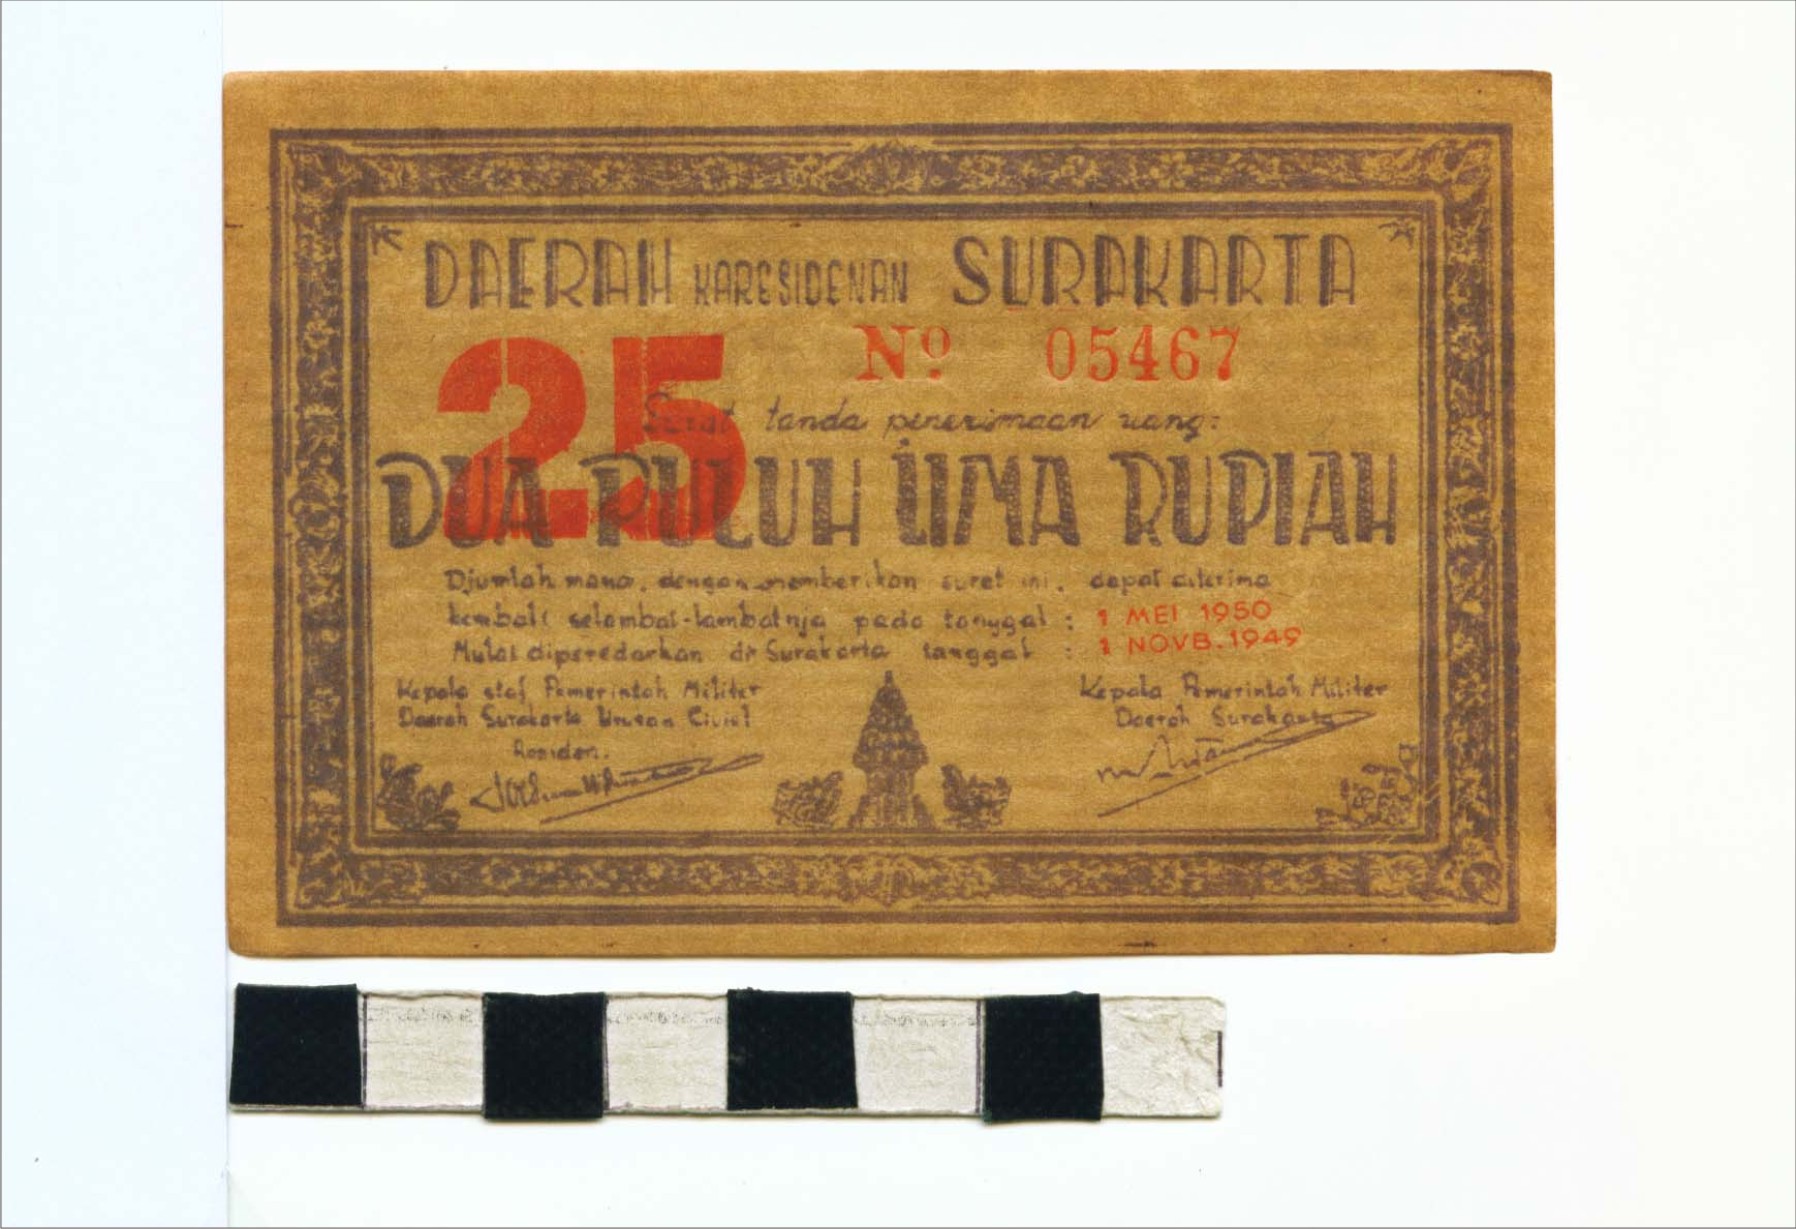 DAERAH KARESIDENAN SURAKARTA
25
No 05467
Surat tanda penerimaan uang:
DUA PULUH LIMA RUPIAH
Djumlah mana, dengan memberikan surat ini, dapat diterima
kembali selambat-lambatnja pada tanggal : 1 MEI 1950
Mulai diperedarkan di Surakarta tanggal : 1 NOVB. 1949
Kepala staf Pemerintah Militer
Daerah Surakarta Urusan Civiel
Residen.
Kepala Pemerintah Militer
Daerah Surakarta